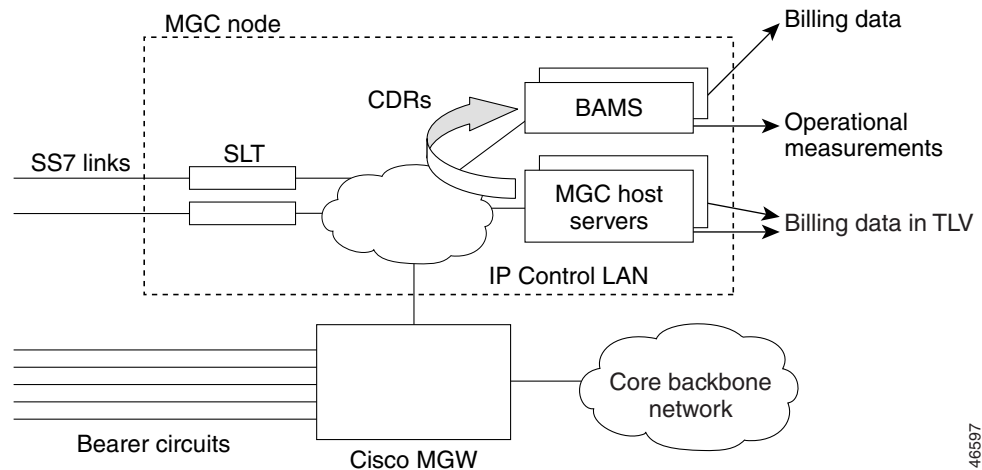 MGC node
Billing data
CDRs
BAMS
Operational
measurements
SS7 links
SLT
MGC host
servers
Billing data in TLV
IP Control LAN
Core backbone
network
Bearer circuits
Cisco MGW
46597